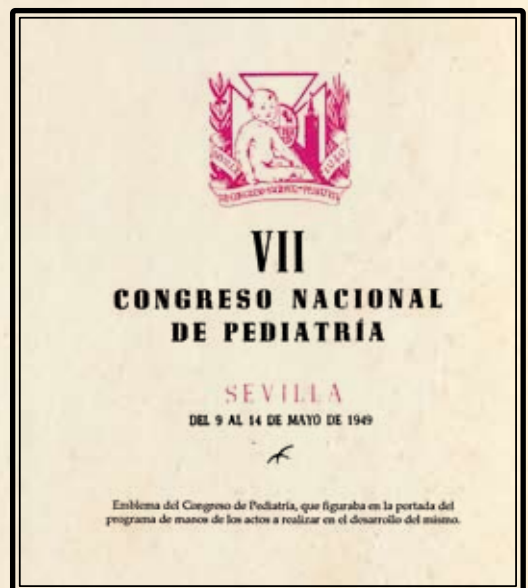 SEVILLA
VII
CONGRESO NACIONAL
DE PEDIATRÍA
SEVILLA
DEL 9 AL 14 DE MAYO DE 1949
Emblema del Congreso de Pediatría, que figuraba en la portada del
programa de manos de los actos a realizar en el desarrollo del mismo.